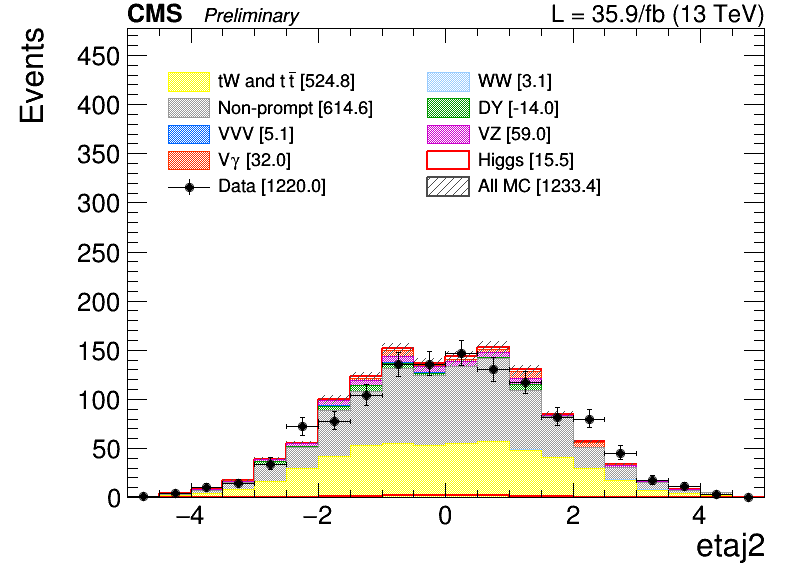 CMS Preliminary L = 35.9/fb (13 TeV)
Events
450
400
350
300
250
200
150
100
50
0
tW and t t̅ [524.8] WW [3.1]
Non-prompt [614.6] DY [-14.0]
VVV [5.1] VZ [59.0]
Vγ [32.0] Higgs [15.5]
Data [1220.0] All MC [1233.4]
−4 −2 0 2 4
etaj2